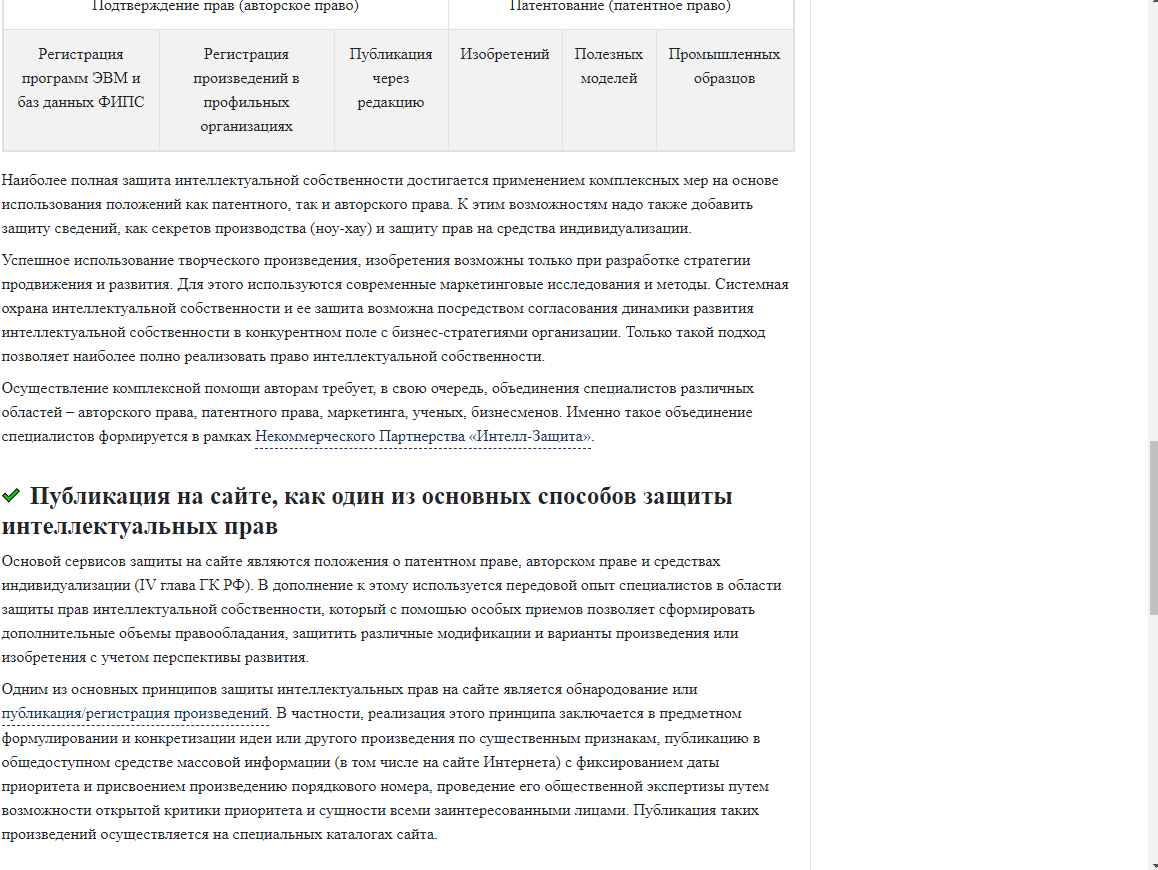 Подтверждение прав (авторское право)
Патентование (патентное право)
Регистрация
программ ЭВМ и
баз данных ФИПС
Регистрация
произведений в
профильных
организациях
Публикация
через
редакцию
Изобретений
Полезных
моделей
Промышленных
образцов
Наиболее полная защита интеллектуальной собственности достигается применением комплексных мер на основе
использования положений как патентного, так и авторского права. К этим возможностям надо также добавить
защиту сведений, как секретов производства (ноу-хау) и защиту прав на средства индивидуализации.
Успешное использование творческого произведения, изобретения возможны только при разработке стратегии
продвижения и развития. Для этого используются современные маркетинговые исследования и методы. Системная
охрана интеллектуальной собственности и ее защита возможна посредством согласования динамики развития
интеллектуальной собственности в конкурентном поле с бизнес-стратегиями организации. Только такой подход
позволяет наиболее полно реализовать право интеллектуальной собственности.
Осуществление комплексной помощи авторам требует, в свою очередь, объединения специалистов различных
областей – авторского права, патентного права, маркетинга, ученых, бизнесменов. Именно такое объединение
специалистов формируется в рамках Некоммерческого Партнерства «Интелл-Защита».
Публикация на сайте, как один из основных способов защиты
интеллектуальных прав
Основой сервисов защиты на сайте являются положения о патентном праве, авторском праве и средствах
индивидуализации (IV глава ГК РФ). В дополнение к этому используется передовой опыт специалистов в области
защиты прав интеллектуальной собственности, который с помощью особых приемов позволяет сформировать
дополнительные объемы правообладания, защитить различные модификации и варианты произведения или
изобретения с учетом перспективы развития.
Одним из основных принципов защиты интеллектуальных прав на сайте является обнародование или
публикация/регистрация произведений. В частности, реализация этого принципа заключается в предметном
формулировании и конкретизации идеи или другого произведения по существенным признакам, публикацию в
общедоступном средстве массовой информации (в том числе на сайте Интернета) с фиксированием даты
приоритета и присвоением произведению порядкового номера, проведение его общественной экспертизы путем
возможности открытой критики приоритета и сущности всеми заинтересованными лицами. Публикация таких
произведений осуществляется на специальных каталогах сайта.